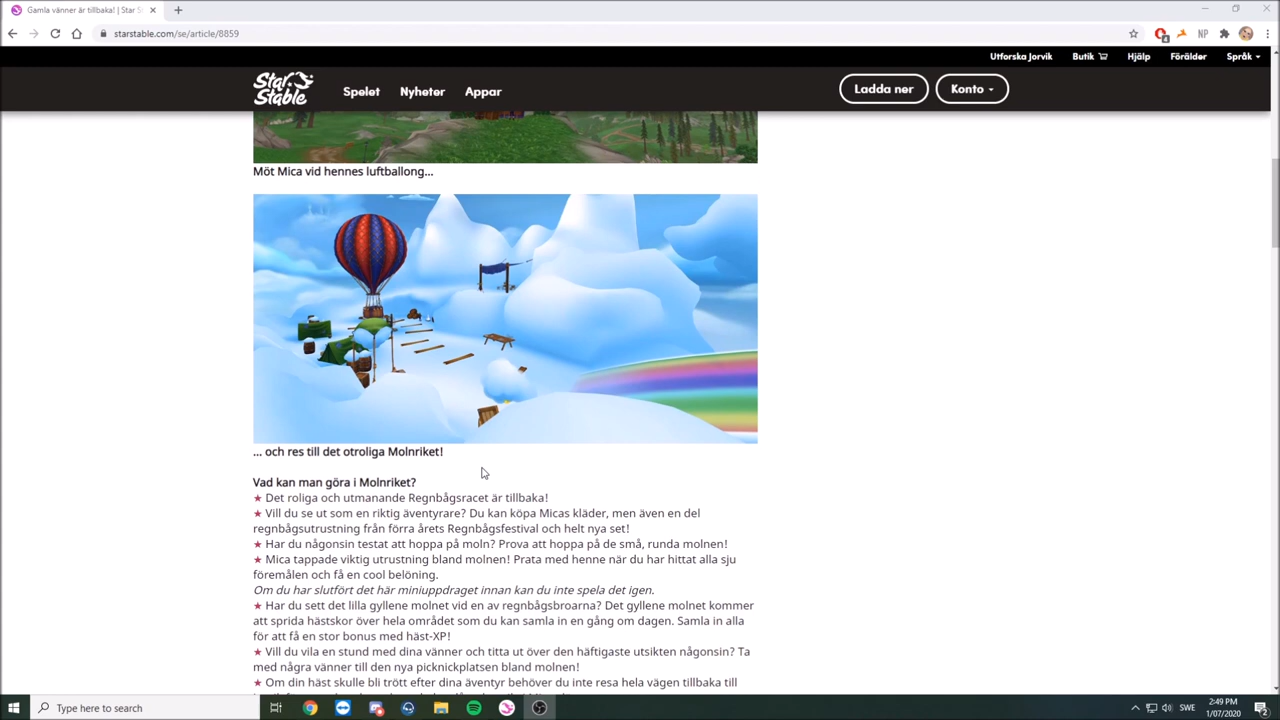 Gamla vänner är tillbaka! | Star S
starstable.com/se/article/8859
4
NP
Utforska Jorvik
Butik
Hjälp
Förälder
Språk
Star Stable
Spelet
Nyheter
Appar
Ladda ner
Konto
Möt Mica vid hennes luftballong...
... och res till det otroliga Molnriket!
Vad kan man göra i Molnriket?
★ Det roliga och utmanande Regnbågsracet är tillbaka!
★ Vill du se ut som en riktig äventyrare? Du kan köpa Micas kläder, men även en del
regnbågsutrustning från förra årets Regnbågsfestival och helt nya set!
★ Har du någonsin testat att hoppa på moln? Prova att hoppa på de små, runda molnen!
★ Mica tappade viktig utrustning bland molnen! Prata med henne när du har hittat alla sju
föremålen och få en cool belöning.
Om du har slutfört det här miniuppdraget innan kan du inte spela det igen.
★ Har du sett det lilla gyllene molnet vid en av regnbågsbroarna? Det gyllene molnet kommer
att sprida hästskor över hela området som du kan samla in en gång om dagen. Samla in alla
för att få en stor bonus med häst-XP!
★ Vill du vila en stund med dina vänner och titta ut över den häftigaste utsikten någonsin? Ta
med några vänner till den nya picknickplatsen bland molnen!
★ Om din häst skulle bli trött efter dina äventyr behöver du inte resa hela vägen tillbaka till
Type here to search
SWE
2:49 PM
1/07/2020
2